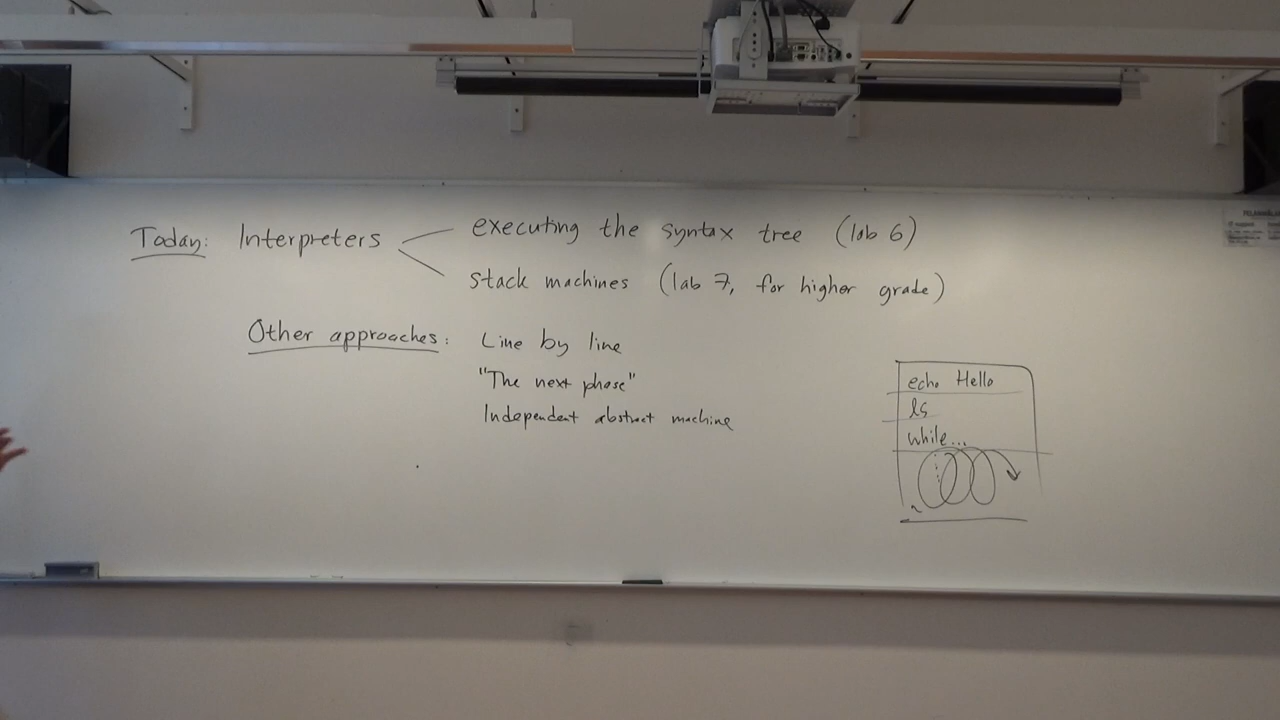 Today: Interpreters
executing the syntax tree (lab 6)
stack machines (lab 7, for higher grade)
Other approaches: Line by line
"The next phase"
Independent abstract machine
echo Hello
ls
while...